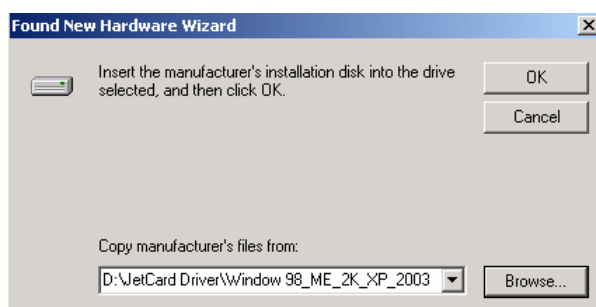 Found New Hardware Wizard
Insert the manufacturer's installation disk into the drive
selected, and then click OK.
OK
Cancel
Copy manufacturer's files from:
D:\JetCard Driver\Window 98_ME_2K_XP_2003
Browse...